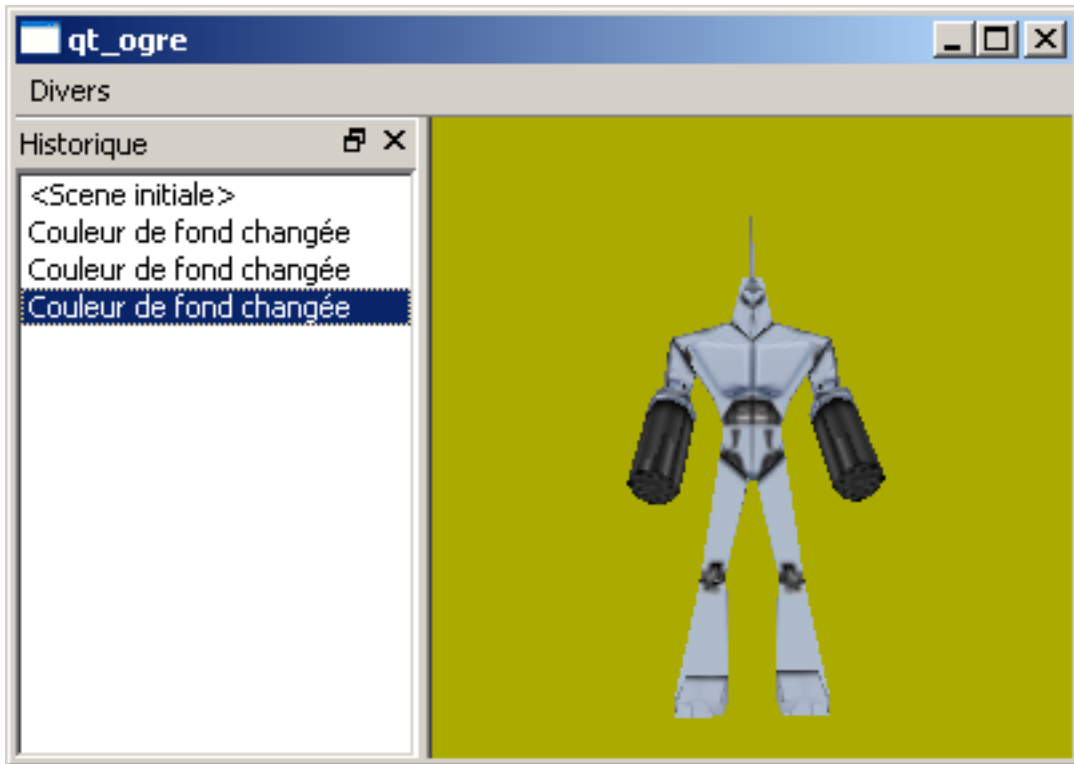 qt_ogre
Divers
Historique
<Scene initiale>
Couleur de fond changée
Couleur de fond changée
Couleur de fond changée